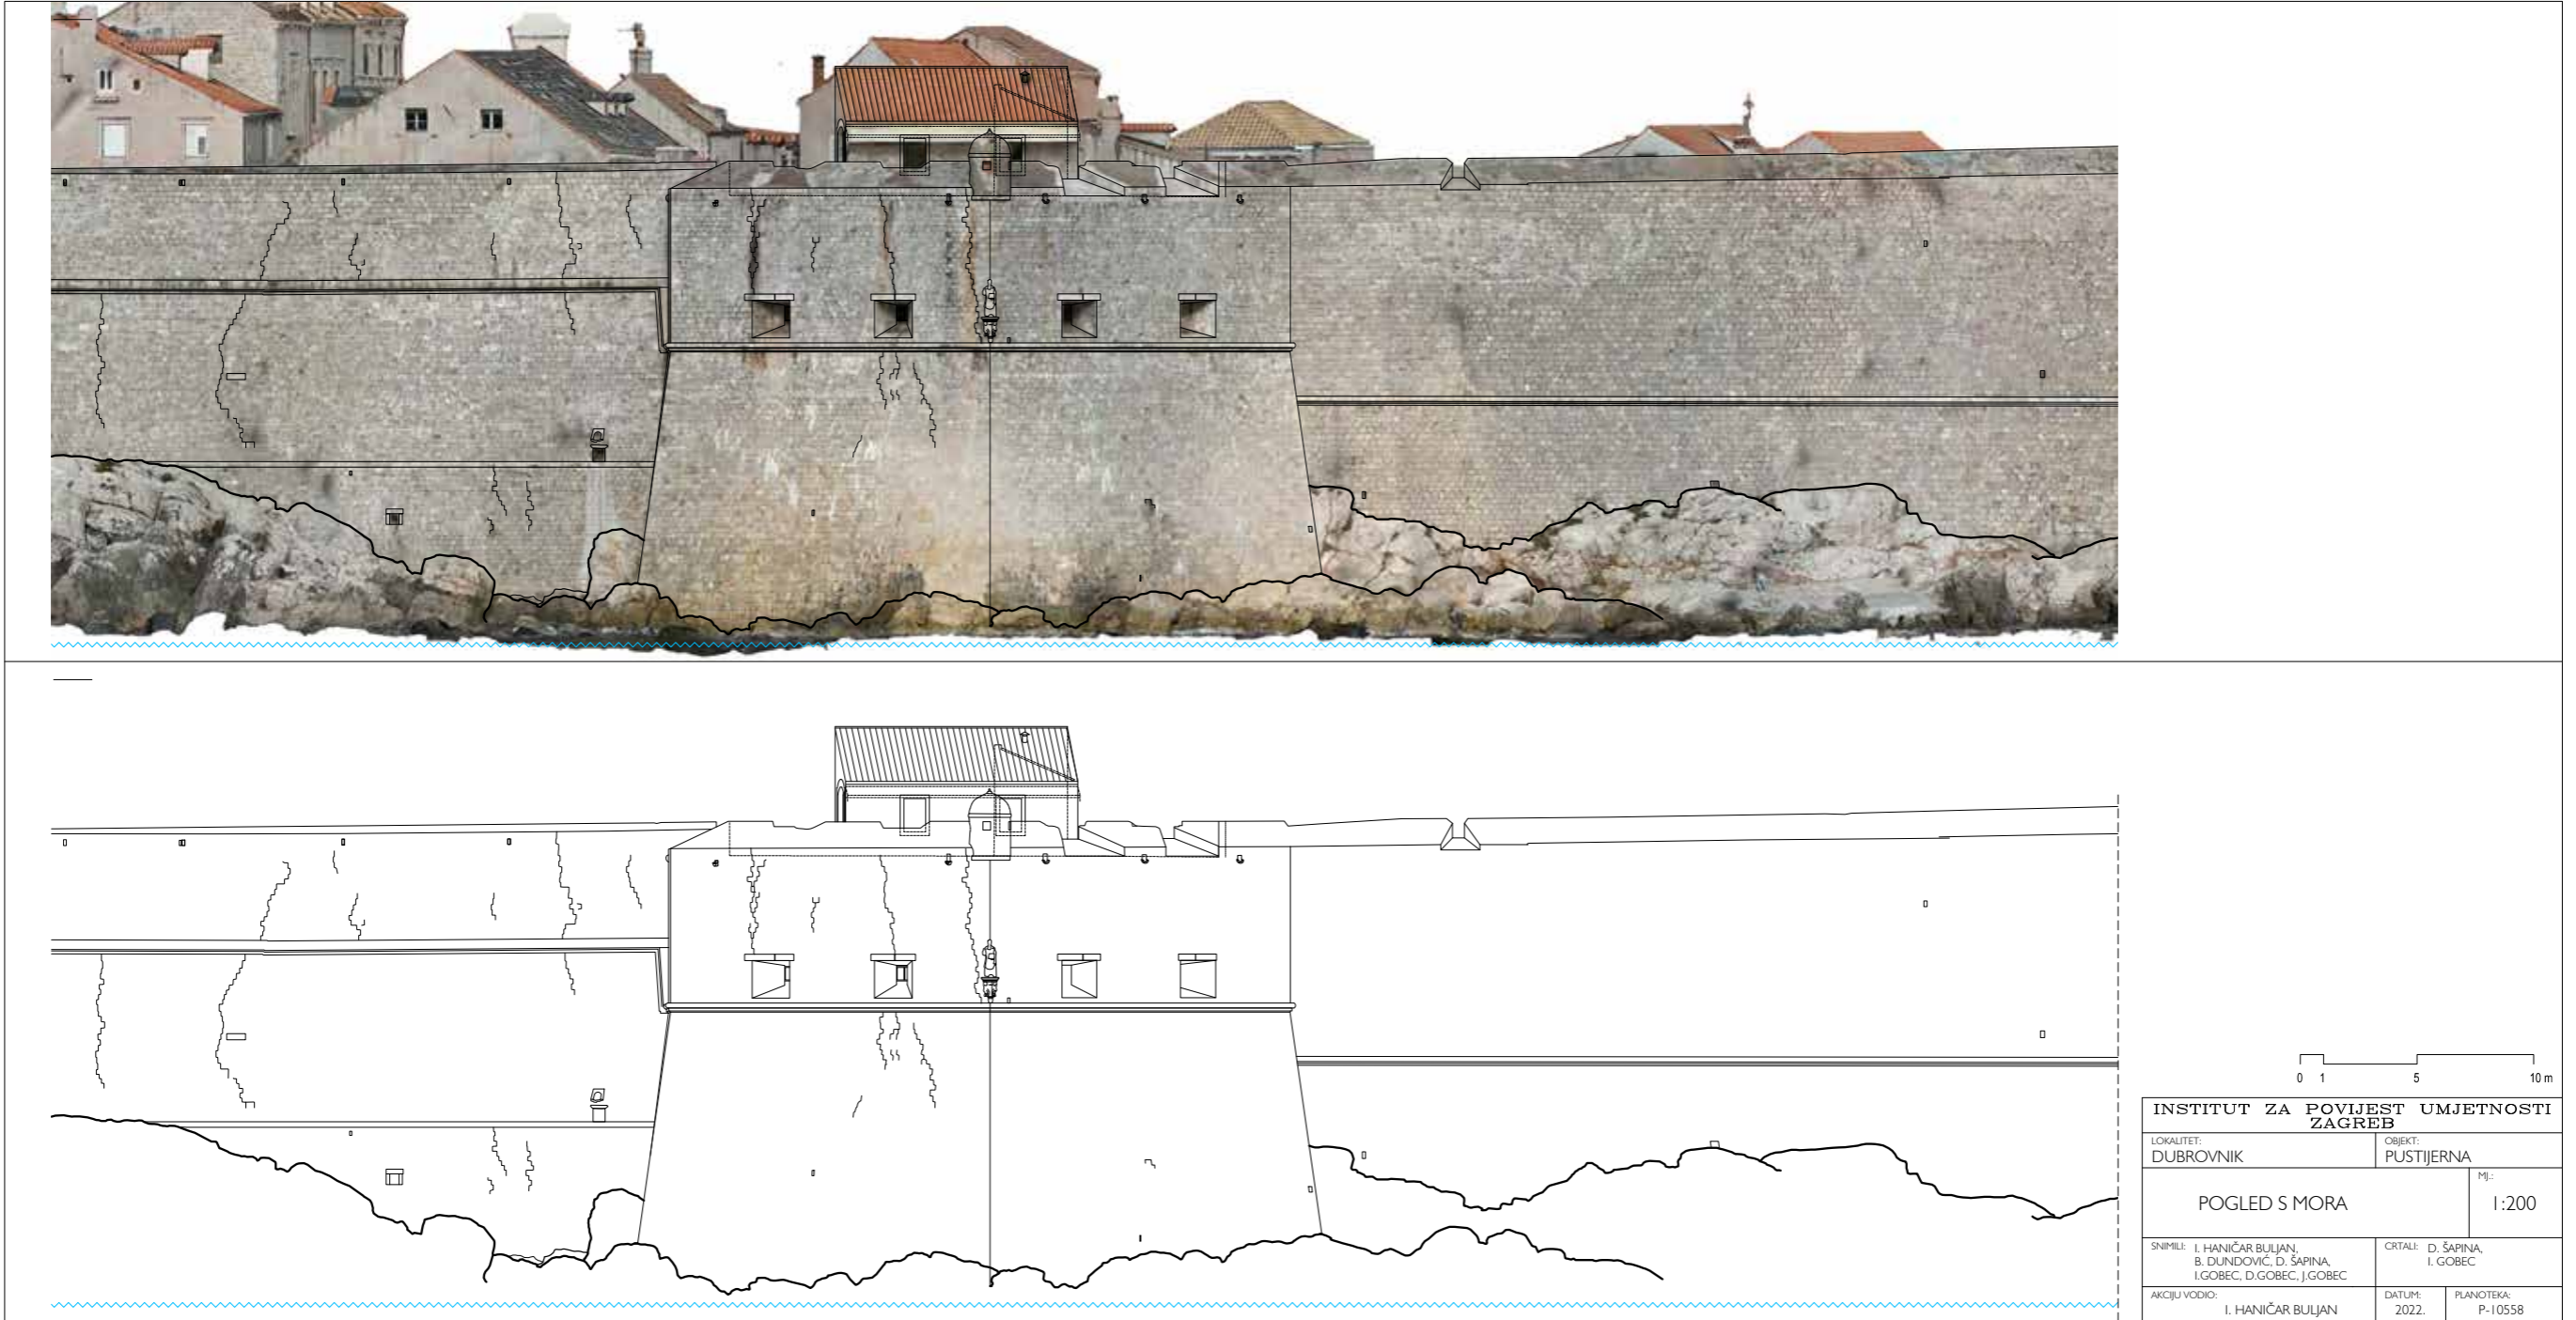 0 1 5 10 m
INSTITUT ZA POVIJEST UMJETNOSTI
ZAGREB
LOKALITET:
DUBROVNIK
OBJEKT:
PUSTIJERNA
POGLED S MORA
MJ.:
1:200
SNIMILI: I. HANIČAR BULJAN,
B. DUNDOVIĆ, D. ŠAPINA,
I.GOBEC, D.GOBEC, J.GOBEC
CRTALI: D. ŠAPINA,
I. GOBEC
AKCIJU VODIO:
I. HANIČAR BULJAN
DATUM:
2022.
PLANOTEKA:
P-10558